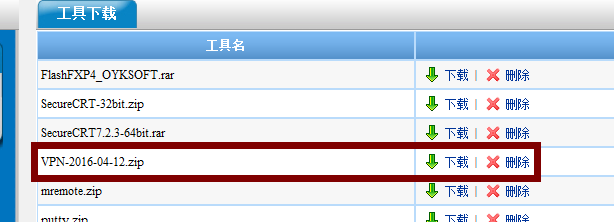 工具下载
工具名
FlashFXP4_OYKSOFT.rar 下载 | 删除
SecureCRT-32bit.zip 下载 | 删除
SecureCRT7.2.3-64bit.rar 下载 | 删除
VPN-2016-04-12.zip 下载 | 删除
mremote.zip 下载 | 删除
putty.zip 下载 | 删除